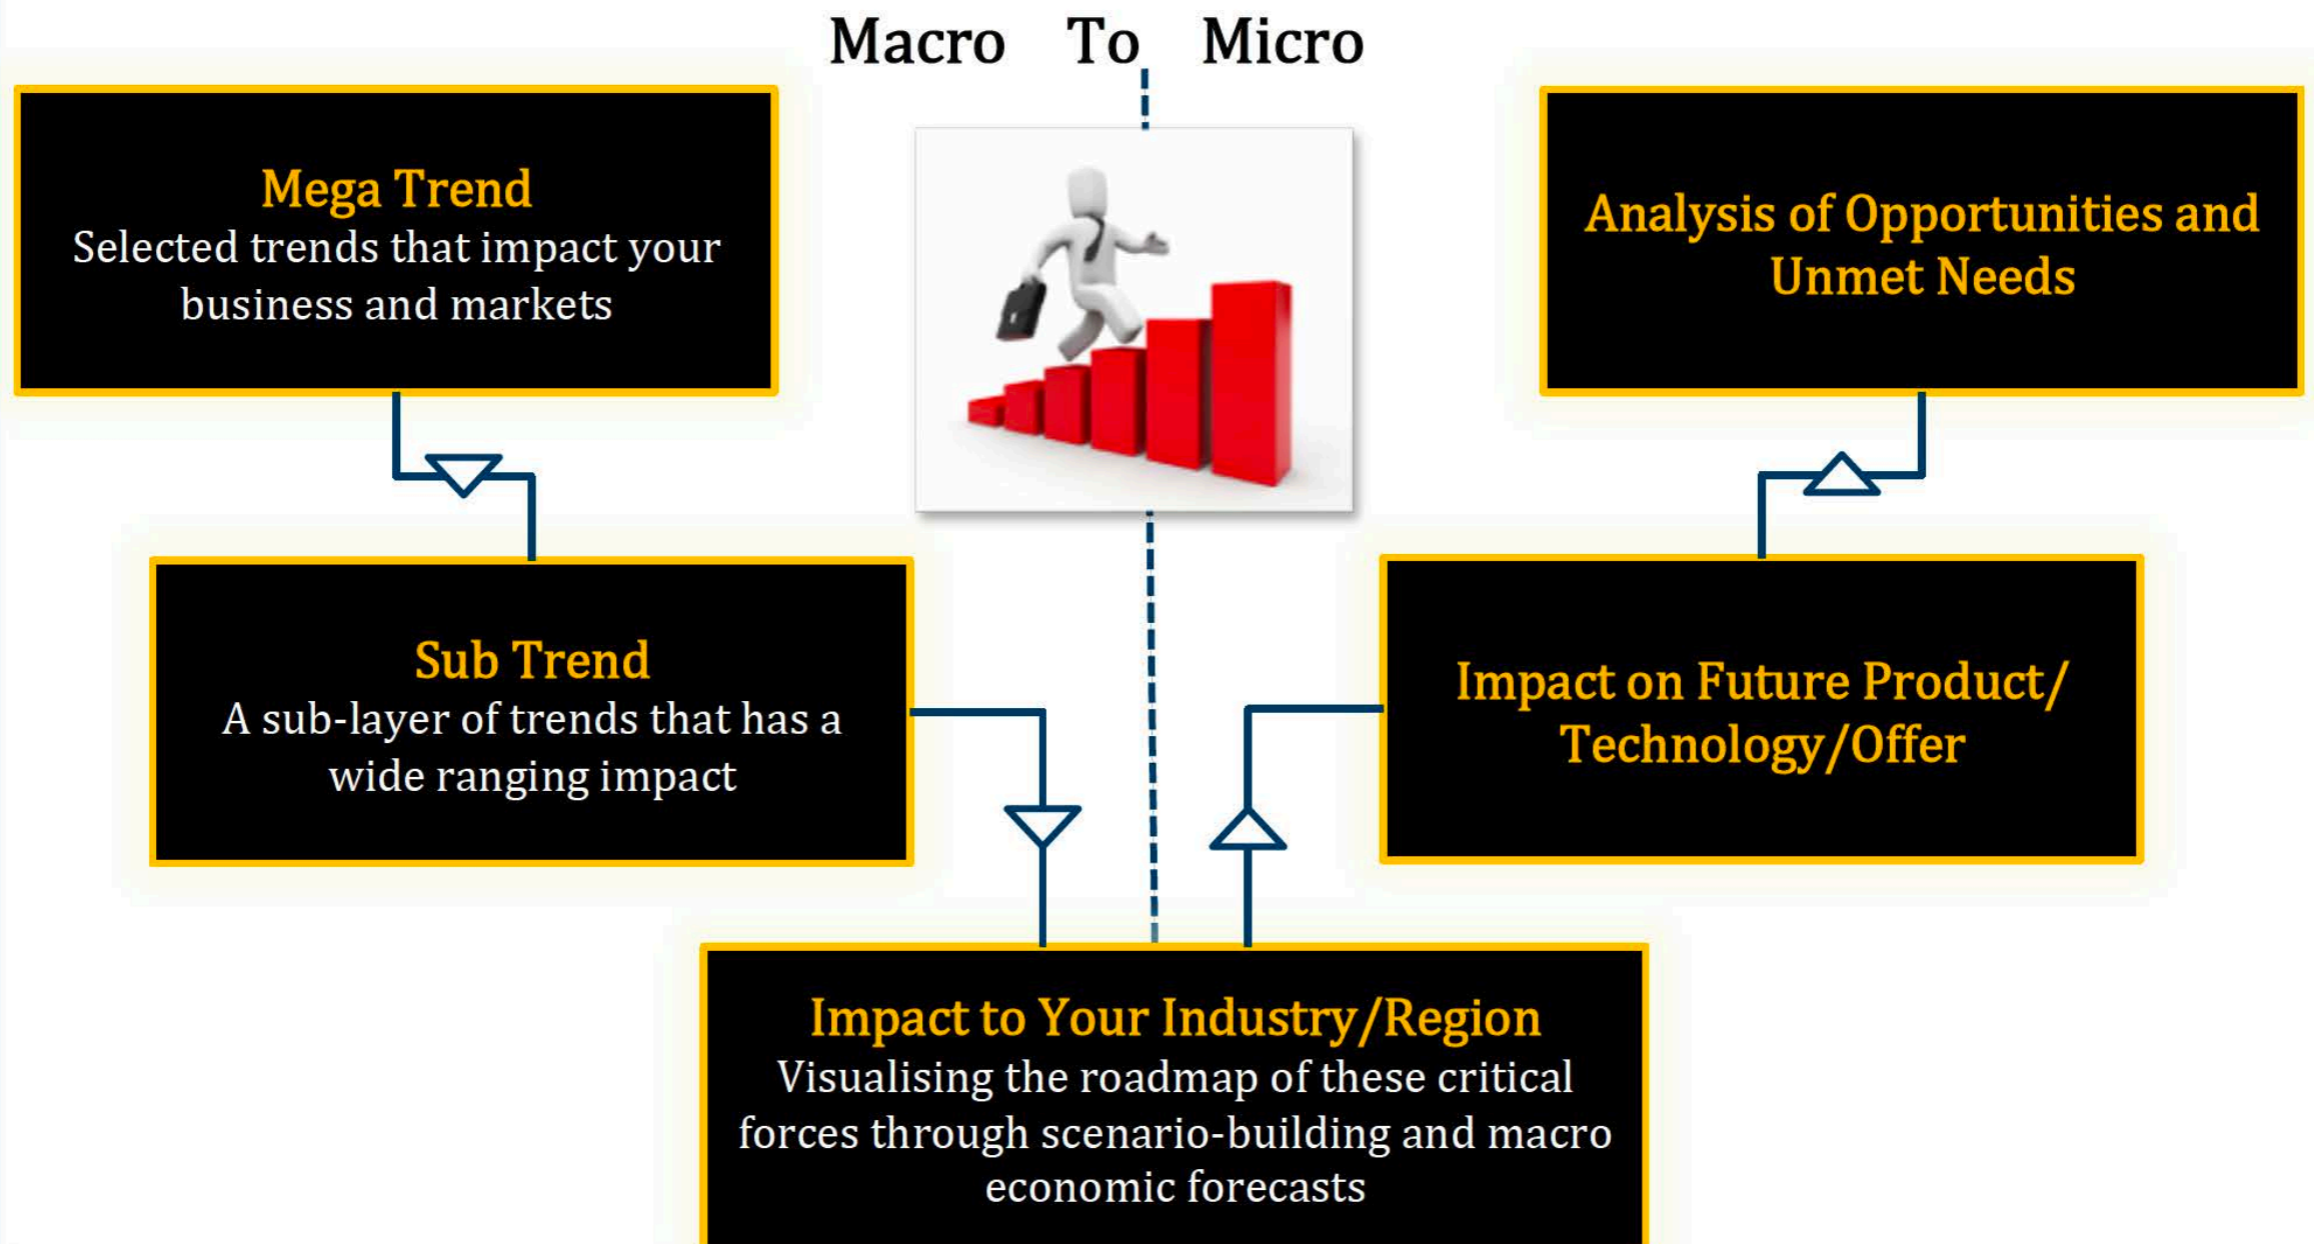 Macro To Micro
Mega Trend
Selected trends that impact your
business and markets
Sub Trend
A sub-layer of trends that has a
wide ranging impact
Impact to Your Industry/Region
Visualising the roadmap of these critical
forces through scenario-building and macro
economic forecasts
Impact on Future Product/
Technology/Offer
Analysis of Opportunities and
Unmet Needs